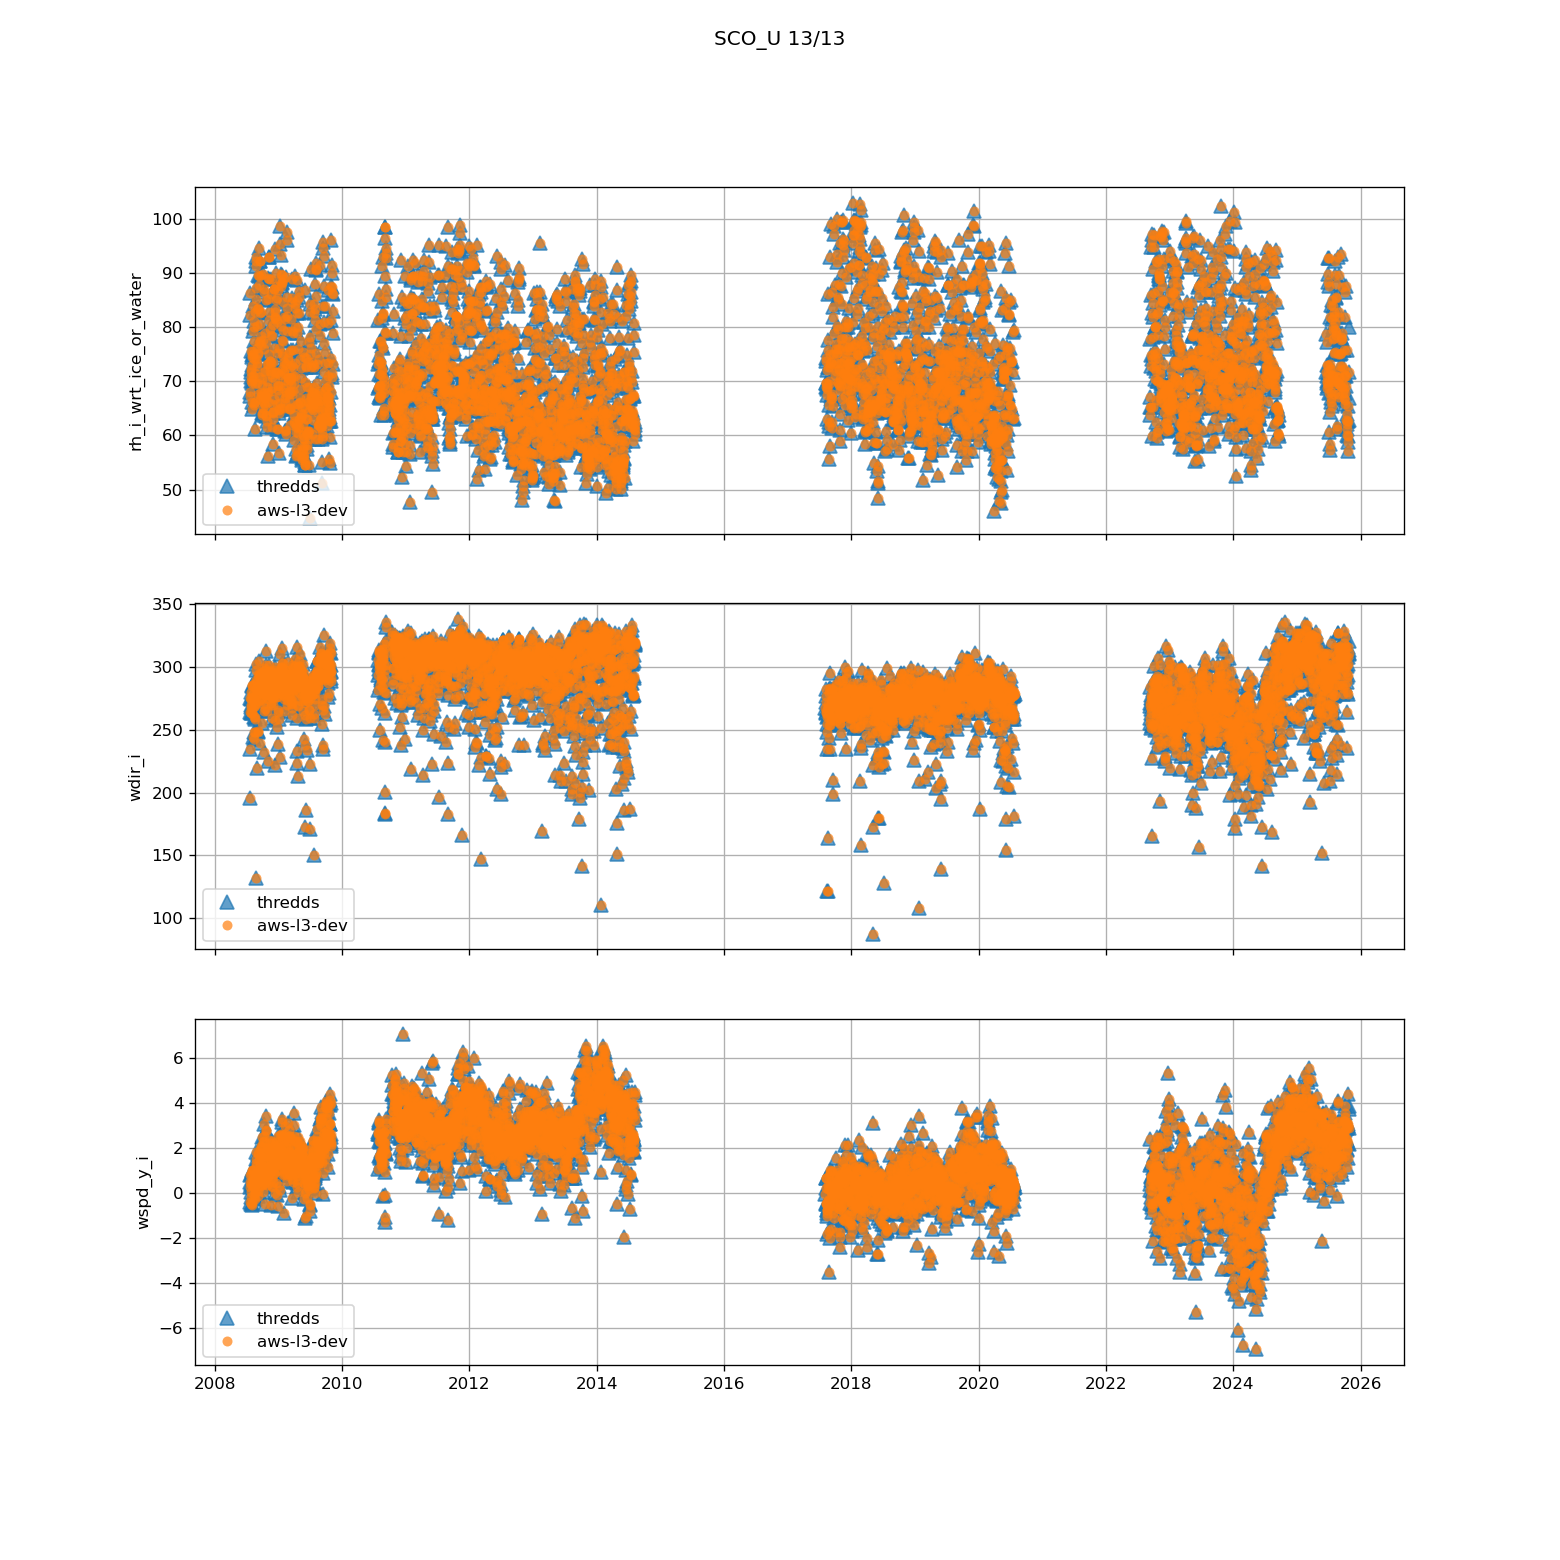 SCO_U 13/13
rh_i_wrt_ice_or_water
100
90
80
70
60
50
thredds
aws-l3-dev
wdir_i
350
300
250
200
150
100
thredds
aws-l3-dev
wspd_y_i
6
4
2
0
−2
−4
−6
thredds
aws-l3-dev
2008 2010 2012 2014 2016 2018 2020 2022 2024 2026